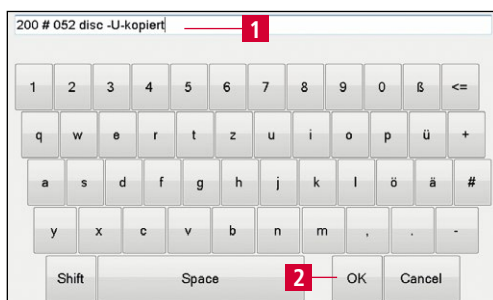 200 # 052 disc -U-kopiert
1
1 2 3 4 5 6 7 8 9 0 ß <=
q w e r t z u i o p ü +
a s d f g h j k l ö ä #
y x c v b n m , . -
Shift Space 2 OK Cancel